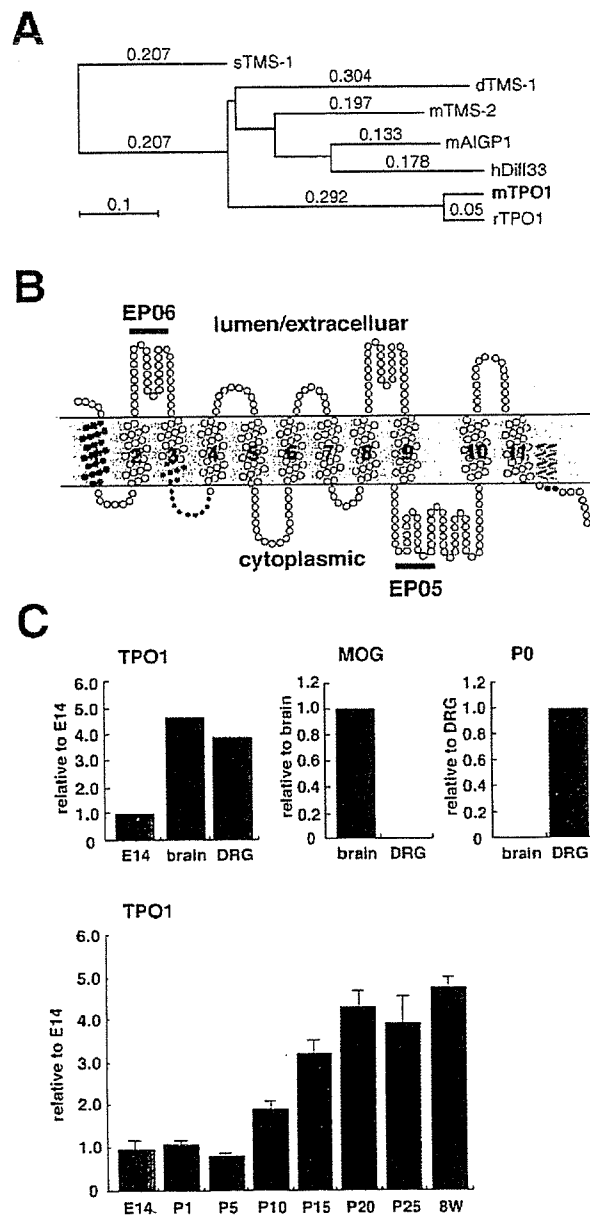 A
0.207 sTMS-1
0.304 dTMS-1
0.197 mTMS-2
0.133 mAIGP1
0.207
0.178 hDiff33
0.292 mTPO1
0.05
0.1 rTPO1
B
EP06 lumen/extracelluar
1 2 3 4 5 6 7 8 9 10 11
cytoplasmic
EP05
C
TPO1 MOG P0
relative to E14
6.0
5.0
4.0
3.0
2.0
1.0
0
E14 brain DRG
relative to brain
1.2
1.0
0.8
0.6
0.4
0.2
0
brain DRG
relative to DRG
1.2
1.0
0.8
0.6
0.4
0.2
0
brain DRG
TPO1
relative to E14
6.0
5.0
4.0
3.0
2.0
1.0
0
E14 P1 P5 P10 P15 P20 P25 8W